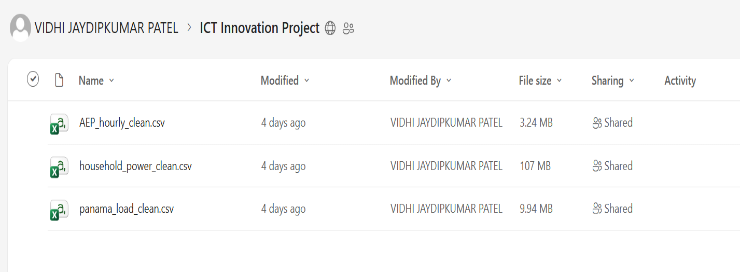 VIDHI JAYDIPKUMAR PATEL > ICT Innovation Project
Name Modified Modified By File size Sharing Activity
AEP_hourly_clean.csv 4 days ago VIDHI JAYDIPKUMAR PATEL 3.24 MB Shared
household_power_clean.csv 4 days ago VIDHI JAYDIPKUMAR PATEL 107 MB Shared
panama_load_clean.csv 4 days ago VIDHI JAYDIPKUMAR PATEL 9.94 MB Shared